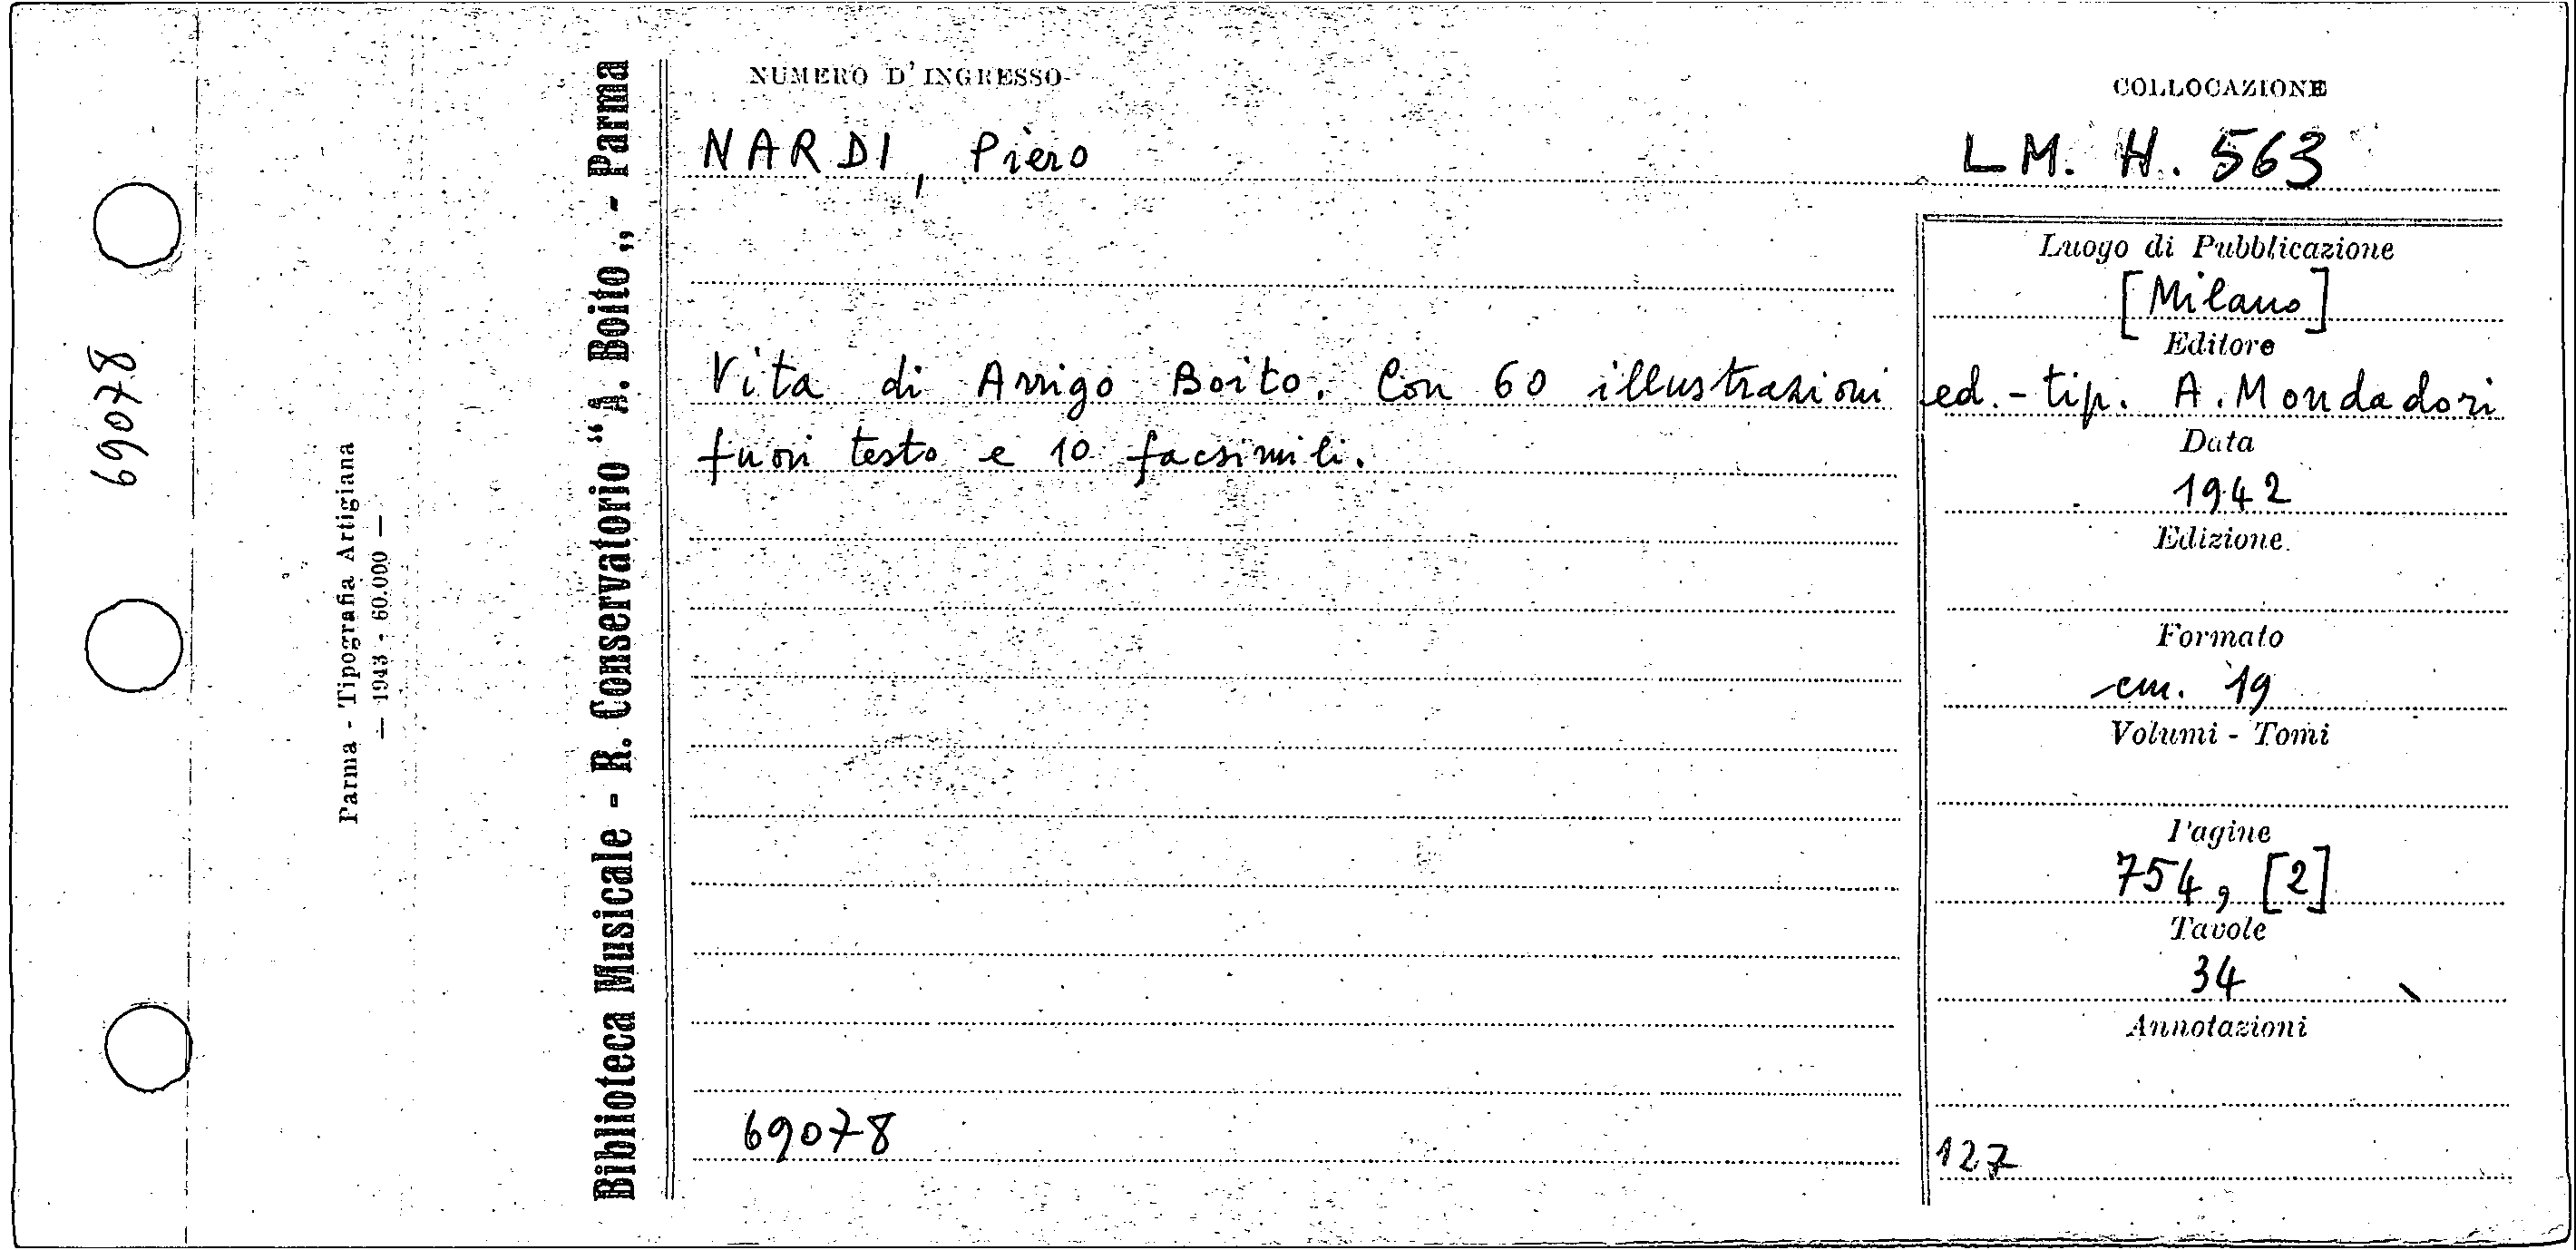 69078
Parma - Tipografia Artigiana
— 1943 - 60.000 —
Biblioteca Musicale - R. Conservatorio "A. Boito „ - Parma
NUMERO D'INGRESSO
NARDI, Piero
Vita di Arrigo Boito. Con 60 illustrazioni
fuori testo e 10 facsimili.
69078
COLLOCAZIONE
LM. H. 563
Luogo di Pubblicazione
[Milano]
Editore
ed.-tip. A. Mondadori
Data
1942
Edizione
Formato
cm. 19
Volumi - Tomi
Pagine
754, [2]
Tavole
34
Annotazioni
127